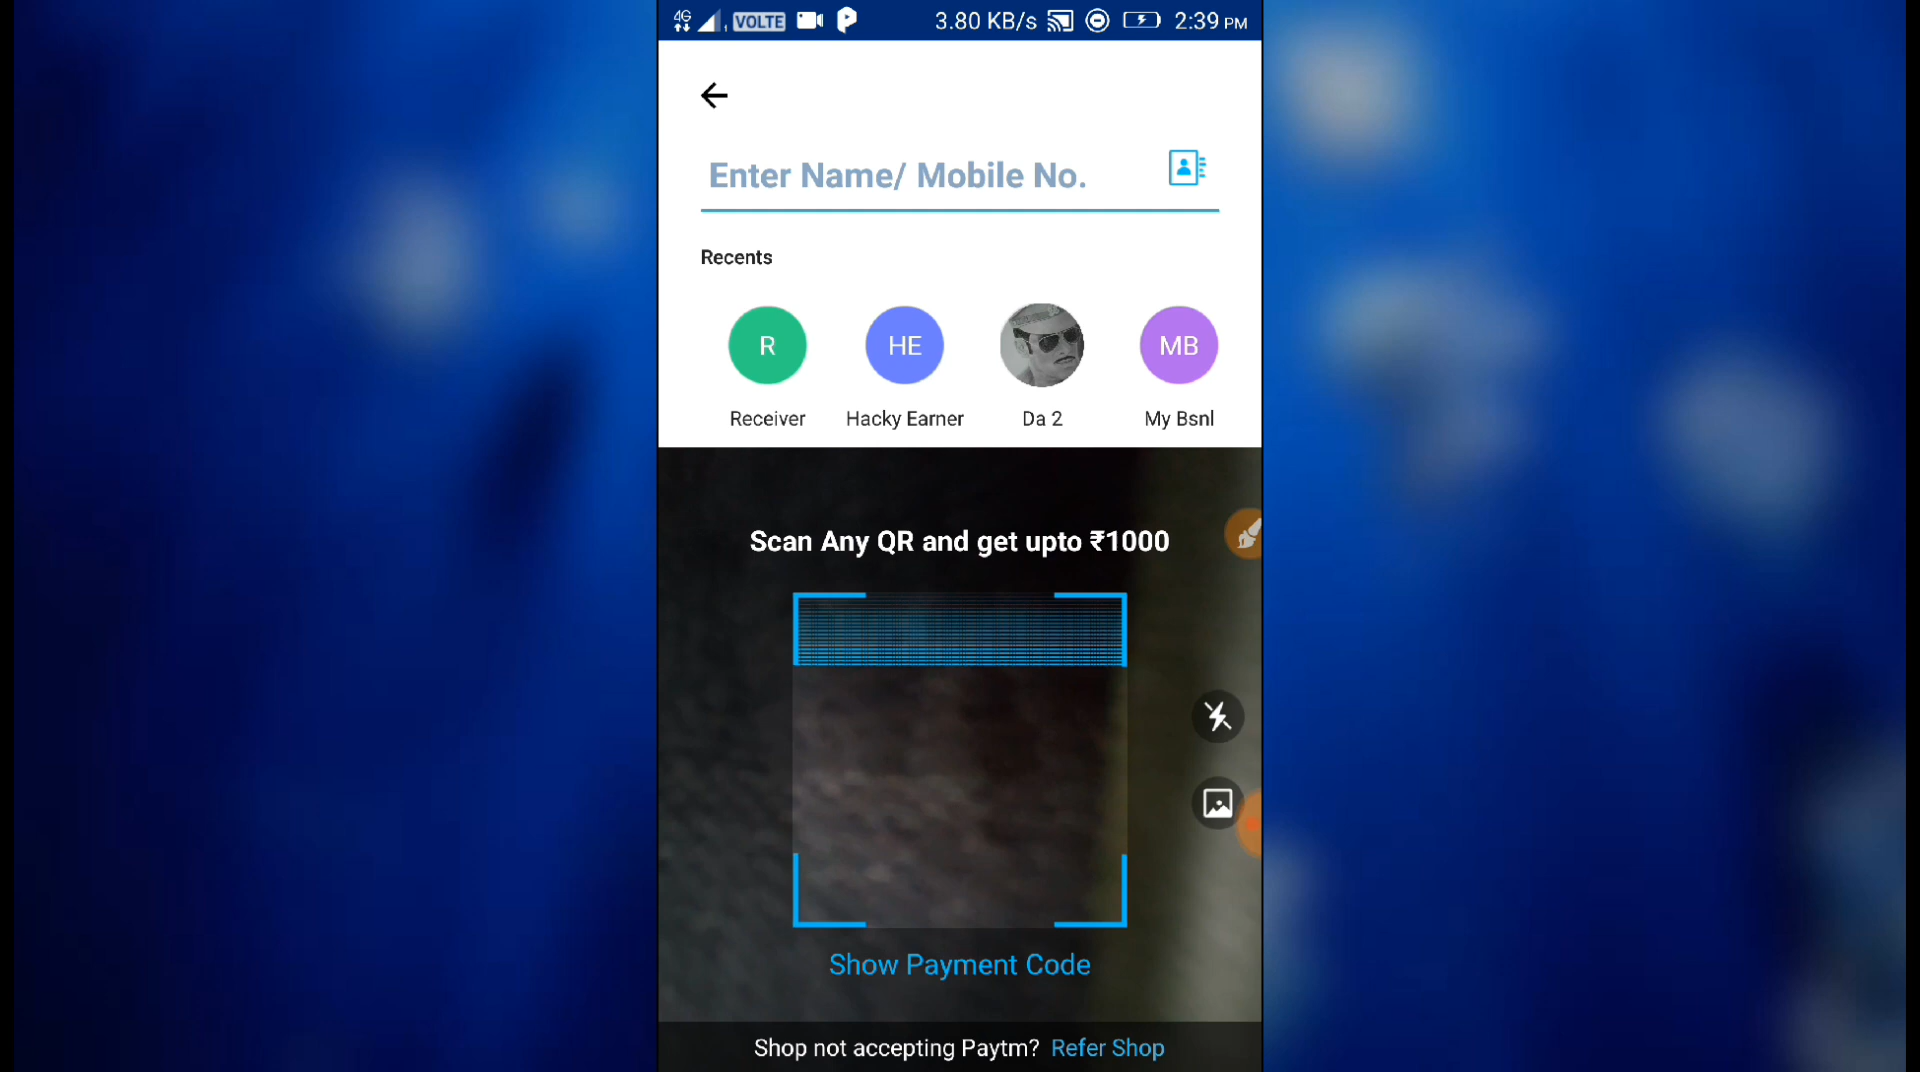 4G VOLTE 3.80 KB/s 2:39 PM
Enter Name/ Mobile No.
Recents
R HE MB
Receiver Hacky Earner Da 2 My Bsnl
Scan Any QR and get upto ₹1000
Show Payment Code
Shop not accepting Paytm? Refer Shop